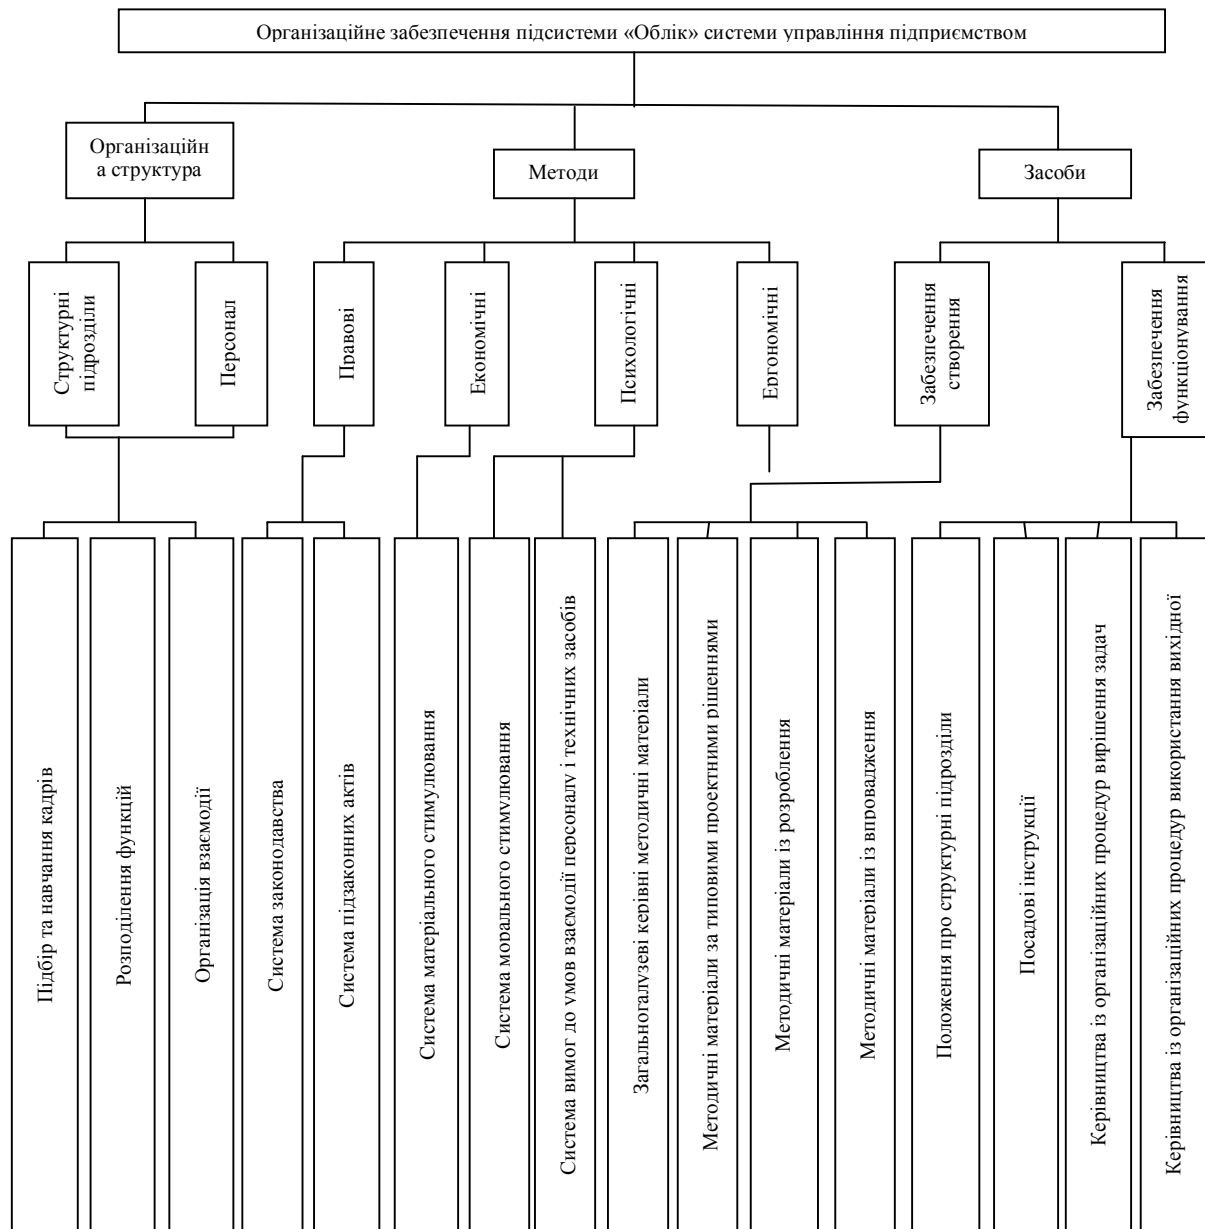 Організаційне забезпечення підсистеми «Облік» системи управління підприємством
Організаційн
а структура
Методи
Засоби
Структурні
підрозділи
Персонал
Правові
Економічні
Психологічні
Ергономічні
Забезпечення
створення
Забезпечення
функціонування
Підбір та навчання кадрів
Розподілення функцій
Організація взаємодії
Система законодавства
Система підзаконних актів
Система матеріального стимулювання
Система морального стимулювання
Система вимог до умов взаємодії персоналу і технічних засобів
Загальногалузеві керівні методичні матеріали
Методичні матеріали за типовими проектними рішеннями
Методичні матеріали із розроблення
Методичні матеріали із впровадження
Положення про структурні підрозділи
Посадові інструкції
Керівництва із організаційних процедур вирішення задач
Керівництва із організаційних процедур використання вихідної